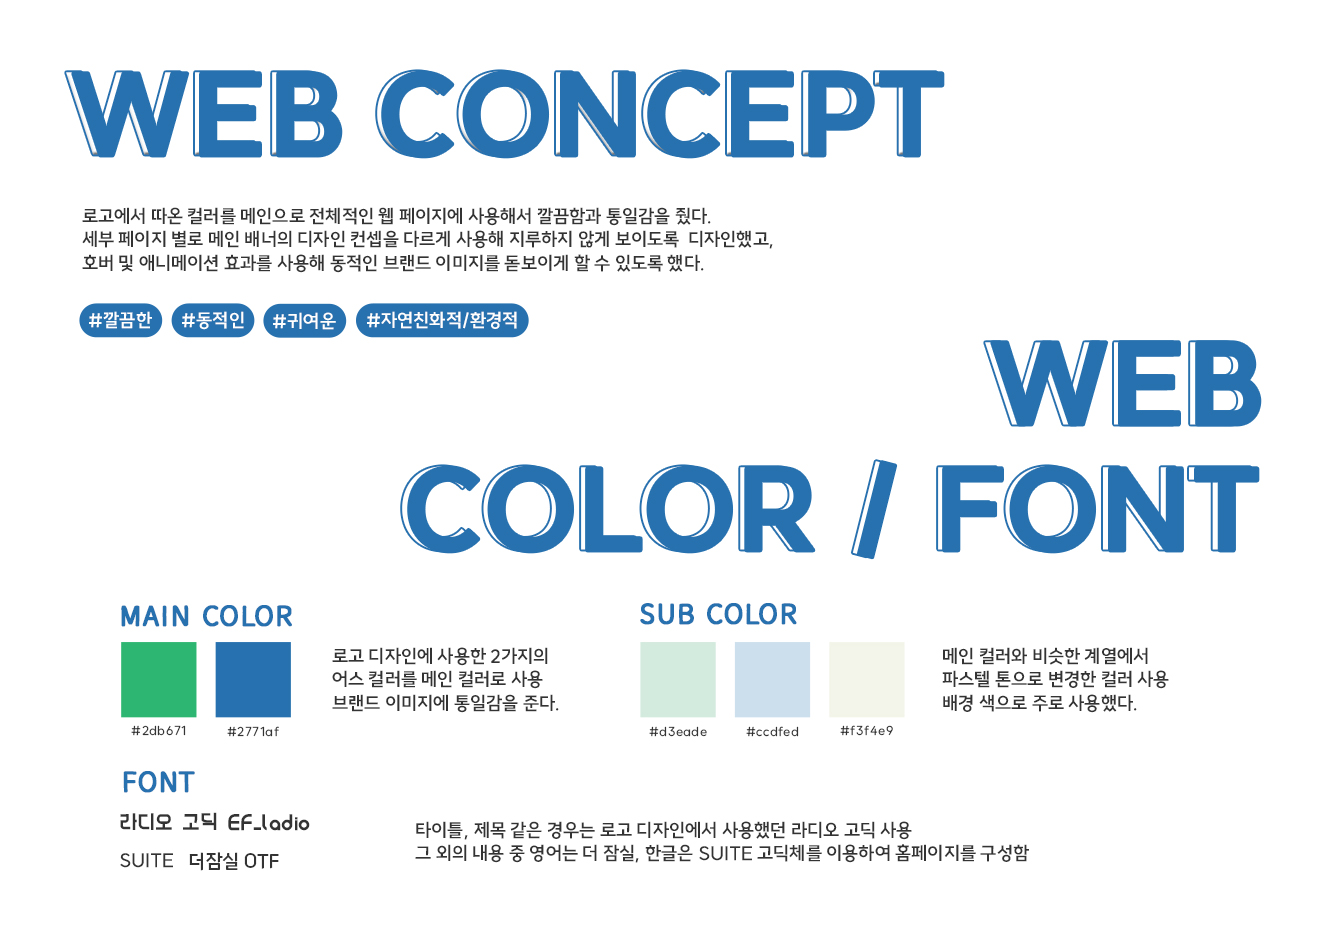 WEB CONCEPT
로고에서 따온 컬러를 메인으로 전체적인 웹 페이지에 사용해서 깔끔함과 통일감을 줬다.
세부 페이지 별로 메인 배너의 디자인 컨셉을 다르게 사용해 지루하지 않게 보이도록 디자인했고,
호버 및 애니메이션 효과를 사용해 동적인 브랜드 이미지를 돋보이게 할 수 있도록 했다.
#깔끔한 #동적인 #귀여운 #자연친화적/환경적
WEB
COLOR / FONT
MAIN COLOR
로고 디자인에 사용한 2가지의
어스 컬러를 메인 컬러로 사용
브랜드 이미지에 통일감을 준다.
#2db671 #2771af
SUB COLOR
메인 컬러와 비슷한 계열에서
파스텔 톤으로 변경한 컬러 사용
배경 색으로 주로 사용했다.
#d3eade #ccdfed #f3f4e9
FONT
라디오 고딕 EF_ladio
SUITE 더잠실 OTF
타이틀, 제목 같은 경우는 로고 디자인에서 사용했던 라디오 고딕 사용
그 외의 내용 중 영어는 더 잠실, 한글은 SUITE 고딕체를 이용하여 홈페이지를 구성함